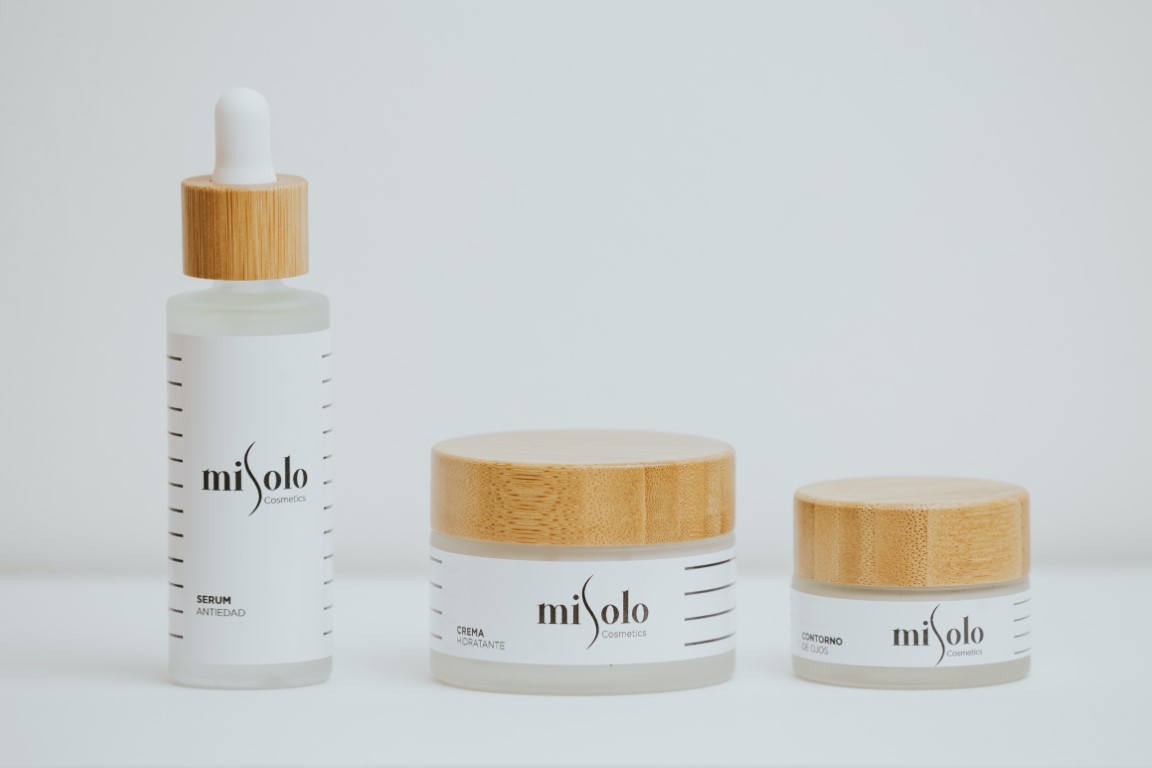 miSolo
Cosmetics
SERUM
ANTIEDAD
miSolo
Cosmetics
CREMA
HIDRATANTE
miSolo
Cosmetics
CONTORNO
DE OJOS